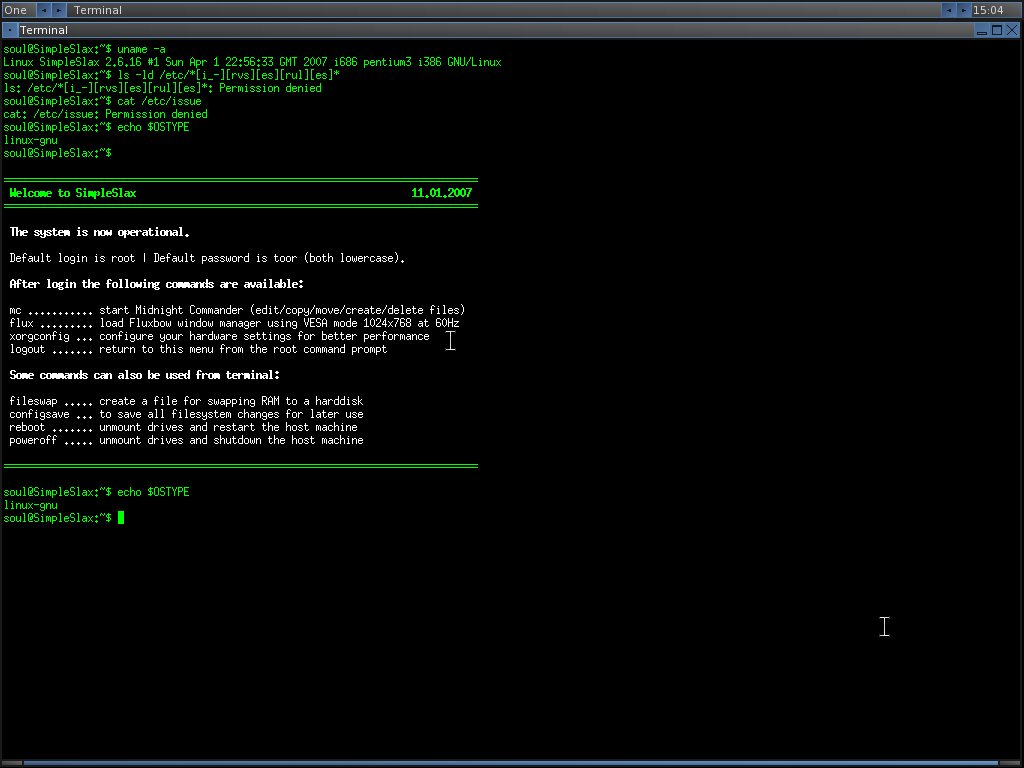 One Terminal 15:04
Terminal
soul@SimpleSlax:~$ uname -a
Linux SimpleSlax 2.6.16 #1 Sun Apr 1 22:56:33 GMT 2007 i686 pentium3 i386 GNU/Linux
soul@SimpleSlax:~$ ls -ld /etc/*[i_-][rvs][es][rul][es]*
ls: /etc/*[i_-][rvs][es][rul][es]*: Permission denied
soul@SimpleSlax:~$ cat /etc/issue
cat: /etc/issue: Permission denied
soul@SimpleSlax:~$ echo $OSTYPE
linux-gnu
soul@SimpleSlax:~$
Welcome to SimpleSlax 11.01.2007
The system is now operational.
Default login is root | Default password is toor (both lowercase).
After login the following commands are available:
mc ........... start Midnight Commander (edit/copy/move/create/delete files)
flux ......... load Fluxbow window manager using VESA mode 1024x768 at 60Hz
xorgconfig ... configure your hardware settings for better performance
logout ....... return to this menu from the root command prompt
Some commands can also be used from terminal:
fileswap ..... create a file for swapping RAM to a harddisk
configsave ... to save all filesystem changes for later use
reboot ....... unmount drives and restart the host machine
poweroff ..... unmount drives and shutdown the host machine
soul@SimpleSlax:~$ echo $OSTYPE
linux-gnu
soul@SimpleSlax:~$